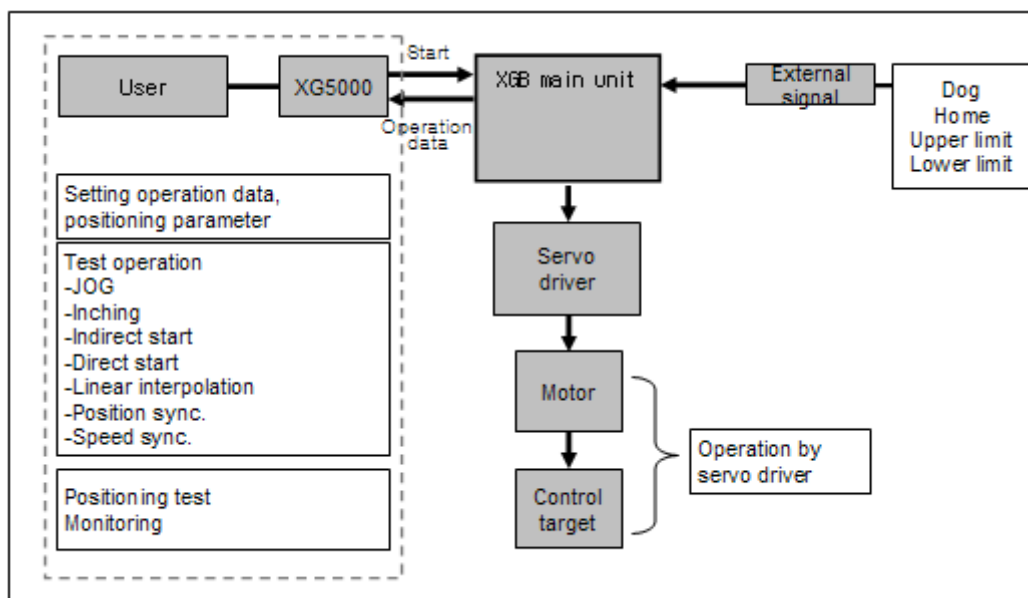 User
XG5000
Start
Operation
data
XGB main unit
External
signal
Dog
Home
Upper limit
Lower limit
Setting operation data,
positioning parameter
Test operation
-JOG
-Inching
-Indirect start
-Direct start
-Linear interpolation
-Position sync.
-Speed sync.
Positioning test
Monitoring
Servo
driver
Motor
Control
target
Operation by
servo driver